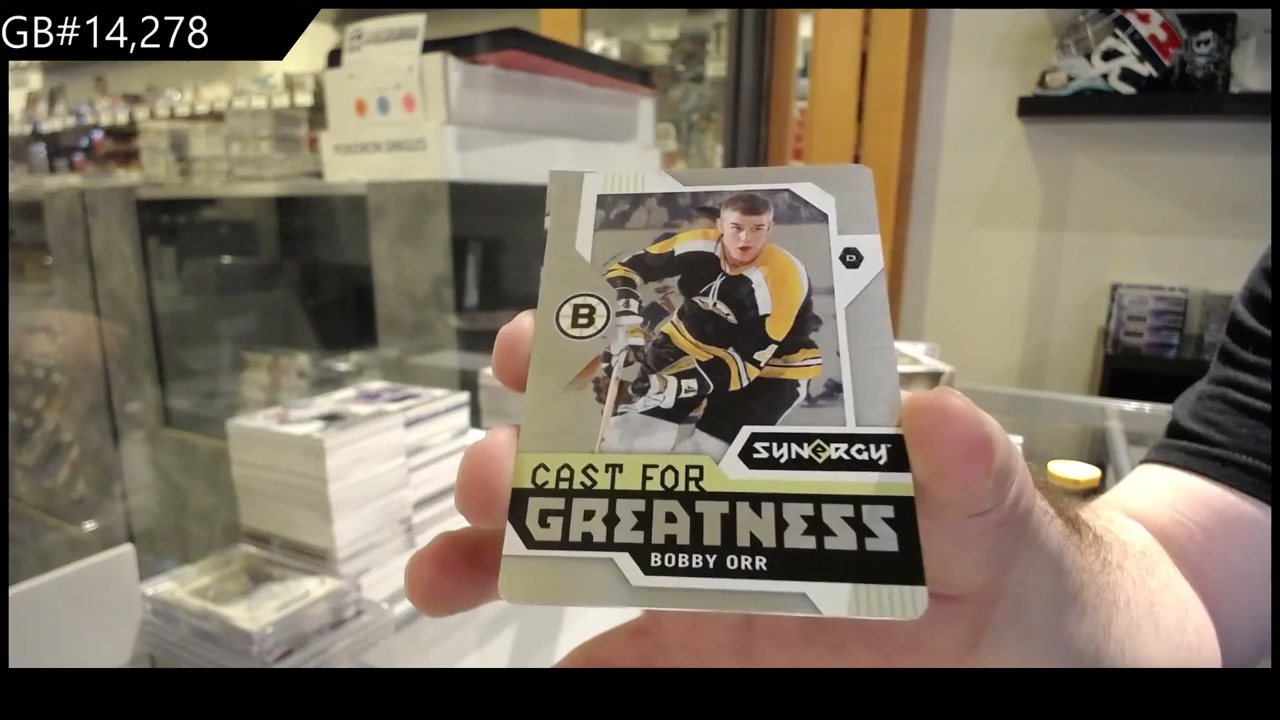 GB#14,278
POKEMON SINGLES
D
B
SYNERGY
CAST FOR
GREATNESS
BOBBY ORR